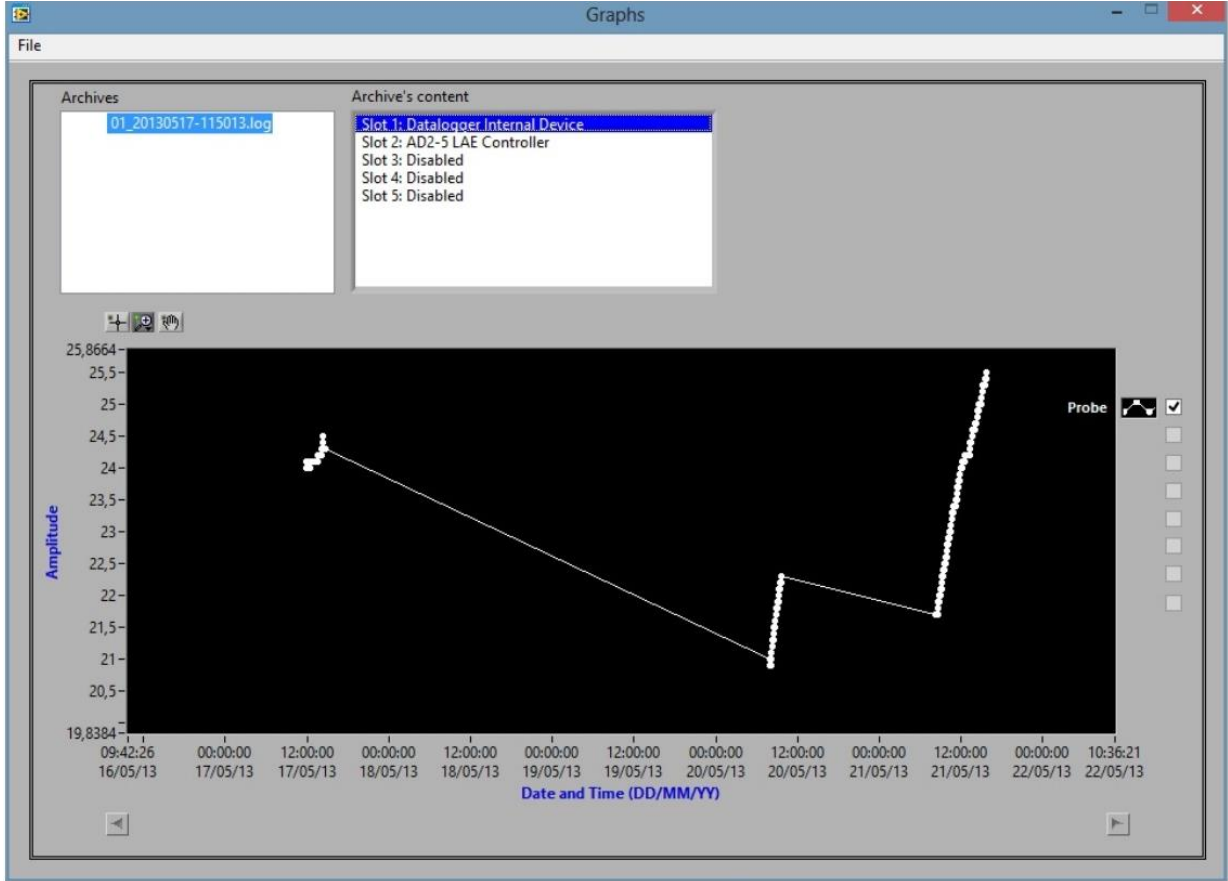 Graphs
File
Archives
01_20130517-115013.log
Archive's content
Slot 1: Datalogger Internal Device
Slot 2: AD2-5 LAE Controller
Slot 3: Disabled
Slot 4: Disabled
Slot 5: Disabled
25,8664
25,5
25
24,5
24
23,5
23
22,5
22
21,5
21
20,5
19,8384
Amplitude
Probe
09:42:26 00:00:00 12:00:00 00:00:00 12:00:00 00:00:00 12:00:00 00:00:00 12:00:00 00:00:00 12:00:00 00:00:00 10:36:21
16/05/13 17/05/13 17/05/13 18/05/13 18/05/13 19/05/13 19/05/13 20/05/13 20/05/13 21/05/13 21/05/13 22/05/13 22/05/13
Date and Time (DD/MM/YY)